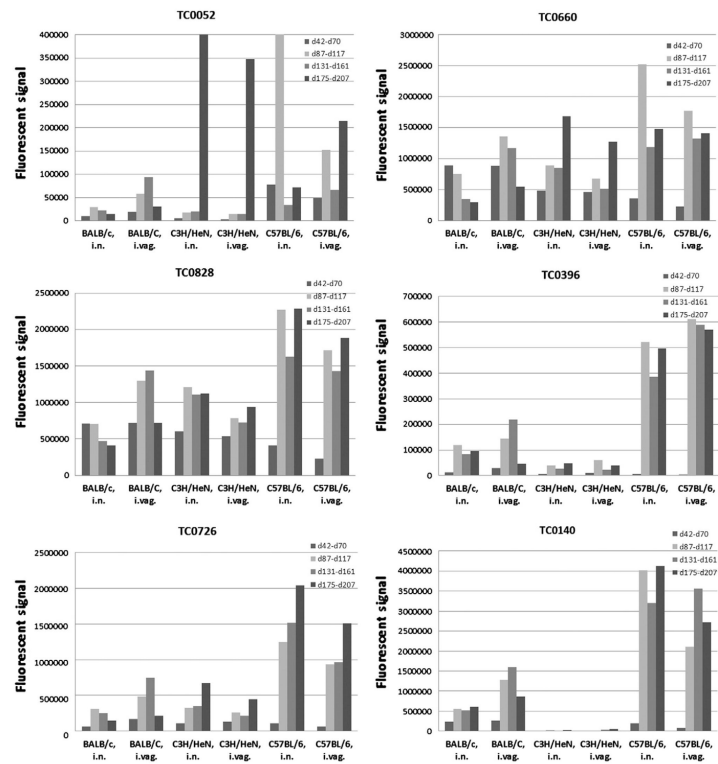 TC0052
Fluorescent signal
400000
350000
300000
250000
200000
150000
100000
50000
0
d42-d70
d87-d117
d131-d161
d175-d207
BALB/c, BALB/C, C3H/HeN, C3H/HeN, C57BL/6, C57BL/6,
i.n. i.vag. i.n. i.vag. i.n. i.vag.
TC0660
Fluorescent signal
3000000
2500000
2000000
1500000
1000000
500000
0
d42-d70
d87-d117
d131-d161
d175-d207
BALB/c, BALB/C, C3H/HeN, C3H/HeN, C57BL/6, C57BL/6,
i.n. i.vag. i.n. i.vag. i.n. i.vag.
TC0828
Fluorescent signal
2500000
2000000
1500000
1000000
500000
0
d42-d70
d87-d117
d131-d161
d175-d207
BALB/c, BALB/C, C3H/HeN, C3H/HeN, C57BL/6, C57BL/6,
i.n. i.vag. i.n. i.vag. i.n. i.vag.
TC0396
Fluorescent signal
700000
600000
500000
400000
300000
200000
100000
0
d42-d70
d87-d117
d131-d161
d175-d207
BALB/c, BALB/C, C3H/HeN, C3H/HeN, C57BL/6, C57BL/6,
i.n. i.vag. i.n. i.vag. i.n. i.vag.
TC0726
Fluorescent signal
2500000
2000000
1500000
1000000
500000
0
d42-d70
d87-d117
d131-d161
d175-d207
BALB/c, BALB/C, C3H/HeN, C3H/HeN, C57BL/6, C57BL/6,
i.n. i.vag. i.n. i.vag. i.n. i.vag.
TC0140
Fluorescent signal
4500000
4000000
3500000
3000000
2500000
2000000
1500000
1000000
500000
0
d42-d70
d87-d117
d131-d161
d175-d207
BALB/c, BALB/C, C3H/HeN, C3H/HeN, C57BL/6, C57BL/6,
i.n. i.vag. i.n. i.vag. i.n. i.vag.